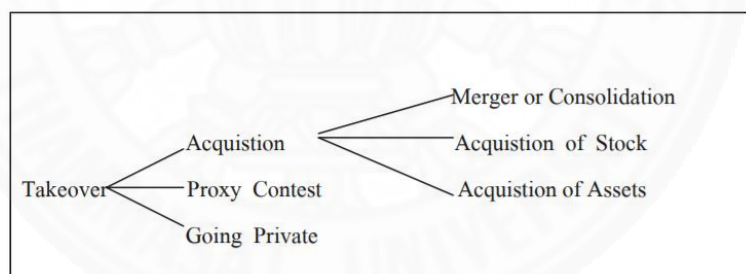 Merger or Consolidation
Acquistion
Acquistion of Stock
Takeover
Proxy Contest
Acquistion of Assets
Going Private